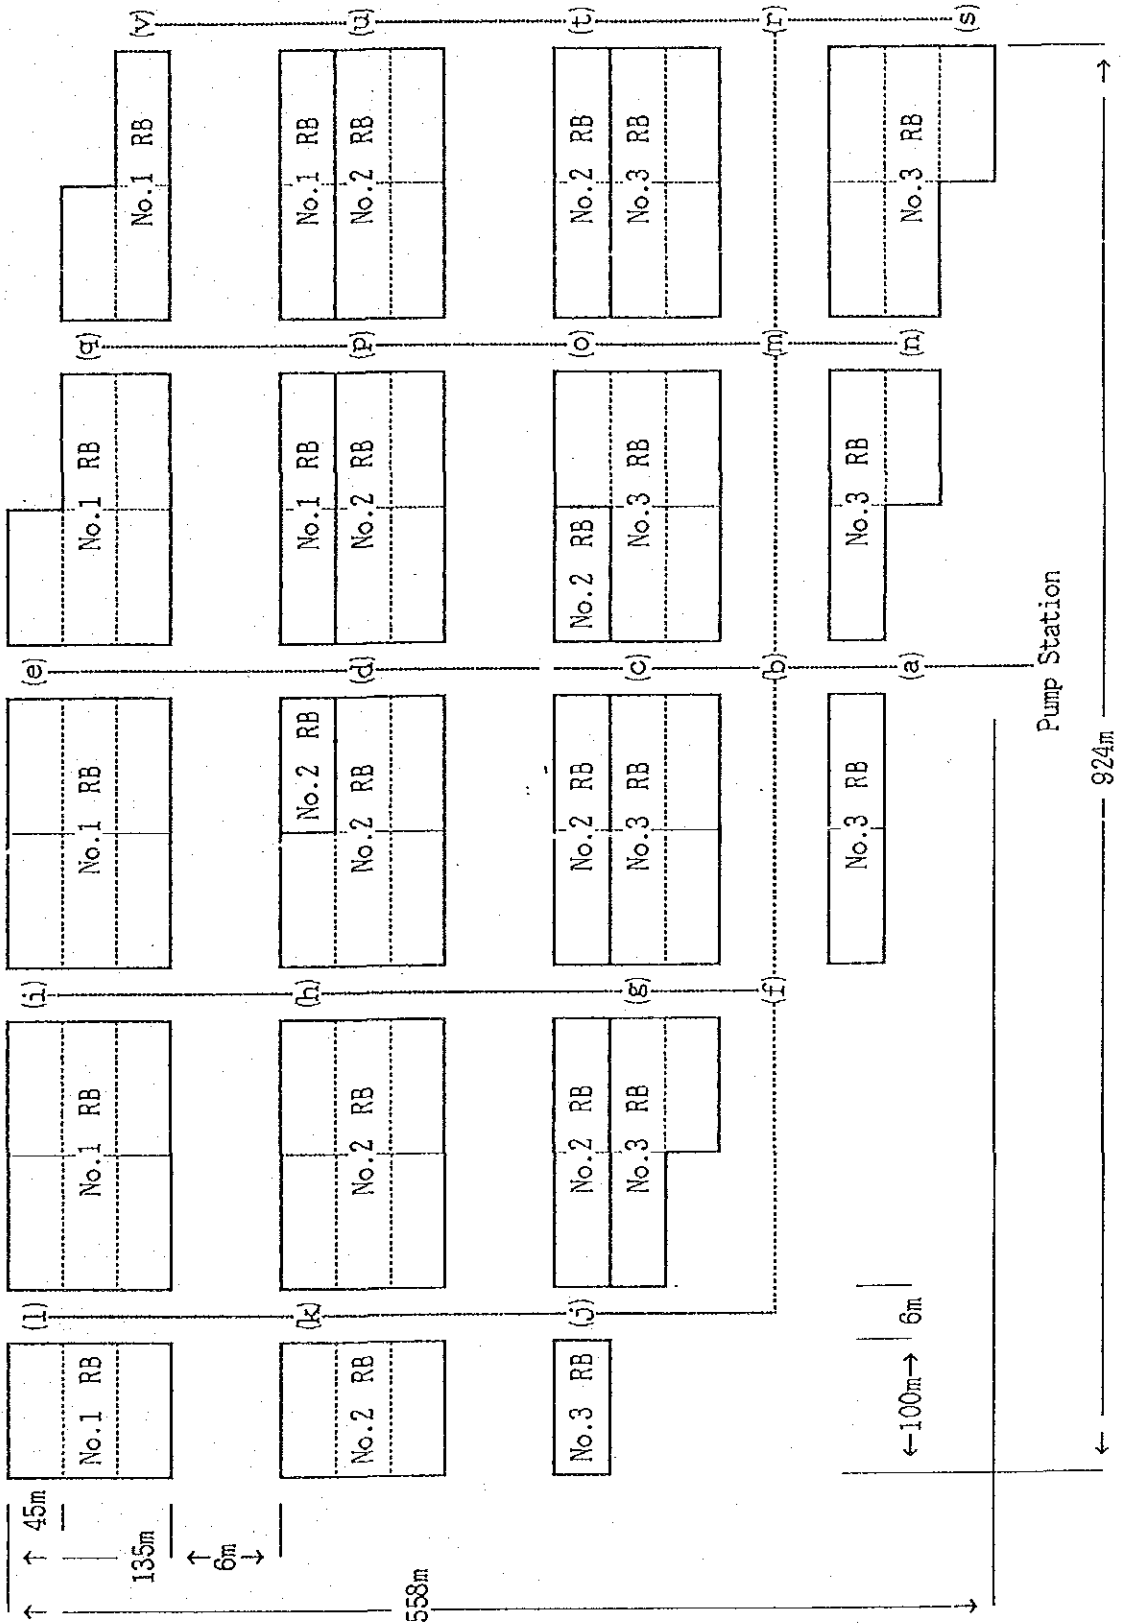 45m (l) (i) (e)
No.1 RB No.1 RB No.1 RB No.1 RB (q)
135m No.1 RB (v)
6m
(k) (h) No.2 RB No.1 RB No.1 RB
No.2 RB No.2 RB No.2 RB (d) No.2 RB (p) No.2 RB (u)
558m
No.3 RB (j) No.2 RB No.2 RB No.2 RB (o) No.2 RB (t)
No.3 RB (g) No.3 RB (c) No.3 RB No.3 RB
(f) (b) (m) (r)
No.3 RB No.3 RB
←100m→ 6m (a) (n) No.3 RB
(s)
Pump Station
924m